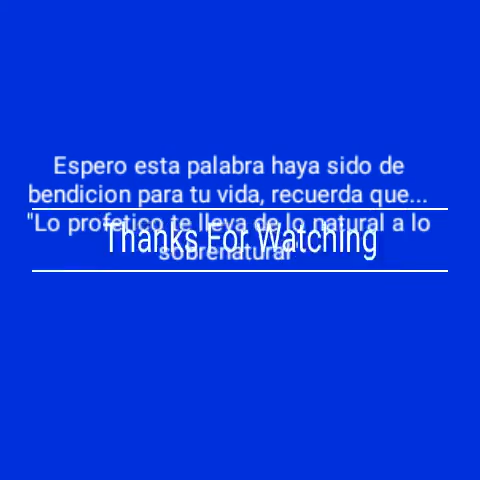 Espero esta palabra haya sido de
bendicion para tu vida, recuerda que...
"Lo profetico te lleva de lo natural a lo
sobrenatural"
Thanks For Watching